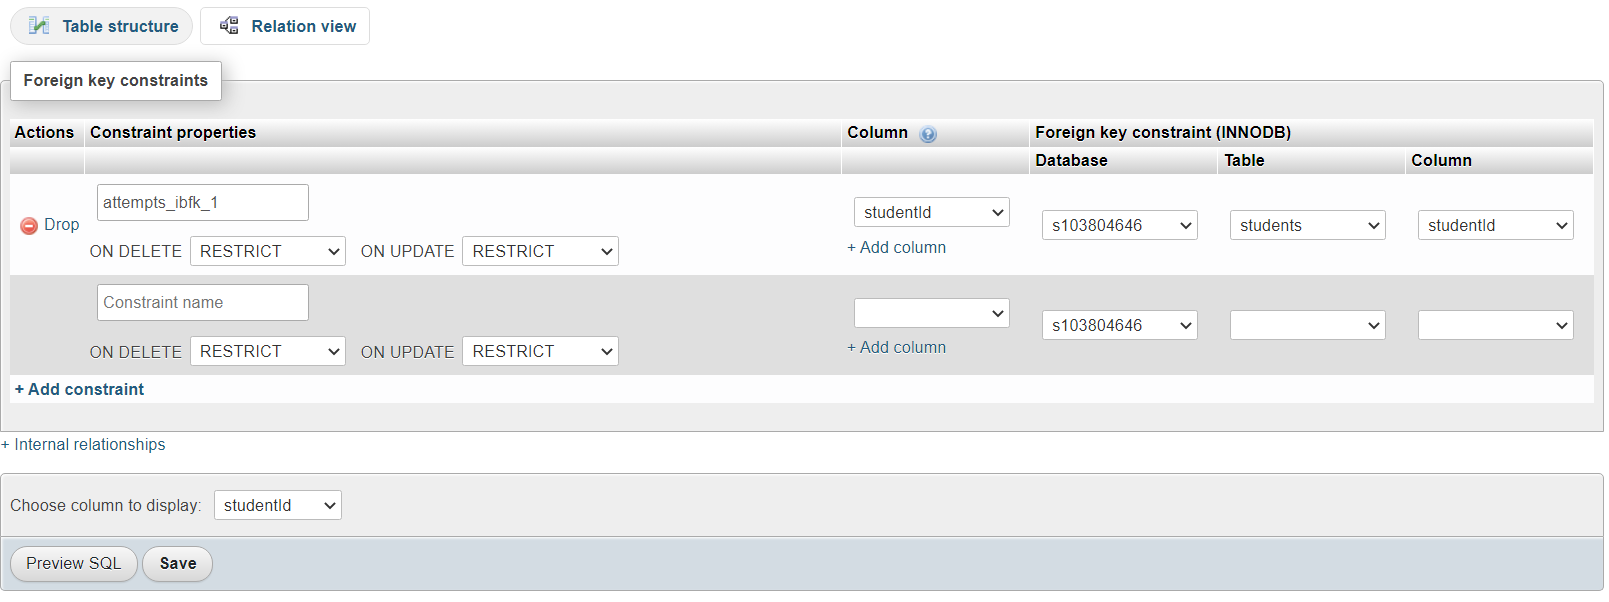 Table structure Relation view
Foreign key constraints
Actions Constraint properties Column Foreign key constraint (INNODB)
Database Table Column
attempts_ibfk_1
Drop
ON DELETE RESTRICT ON UPDATE RESTRICT
studentId
+ Add column
s103804646 students studentId
Constraint name
ON DELETE RESTRICT ON UPDATE RESTRICT
+ Add column
s103804646
+ Add constraint
+ Internal relationships
Choose column to display: studentId
Preview SQL Save